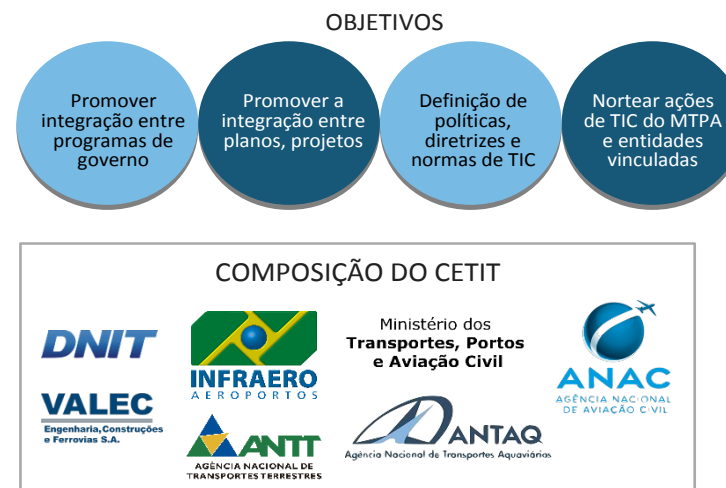 OBJETIVOS
Promover
integração entre
programas de
governo
Promover a
integração entre
planos, projetos
Definição de
políticas,
diretrizes e
normas de TIC
Nortear ações
de TIC do MTPA
e entidades
vinculadas
COMPOSIÇÃO DO CETIT
DNIT
INFRAERO
AEROPORTOS
Ministério dos
Transportes, Portos
e Aviação Civil
ANAC
AGÊNCIA NACIONAL
DE AVIAÇÃO CIVIL
VALEC
Engenharia, Construções
e Ferrovias S.A.
ANTT
AGÊNCIA NACIONAL DE
TRANSPORTES TERRESTRES
ANTAQ
Agência Nacional de Transportes Aquaviários